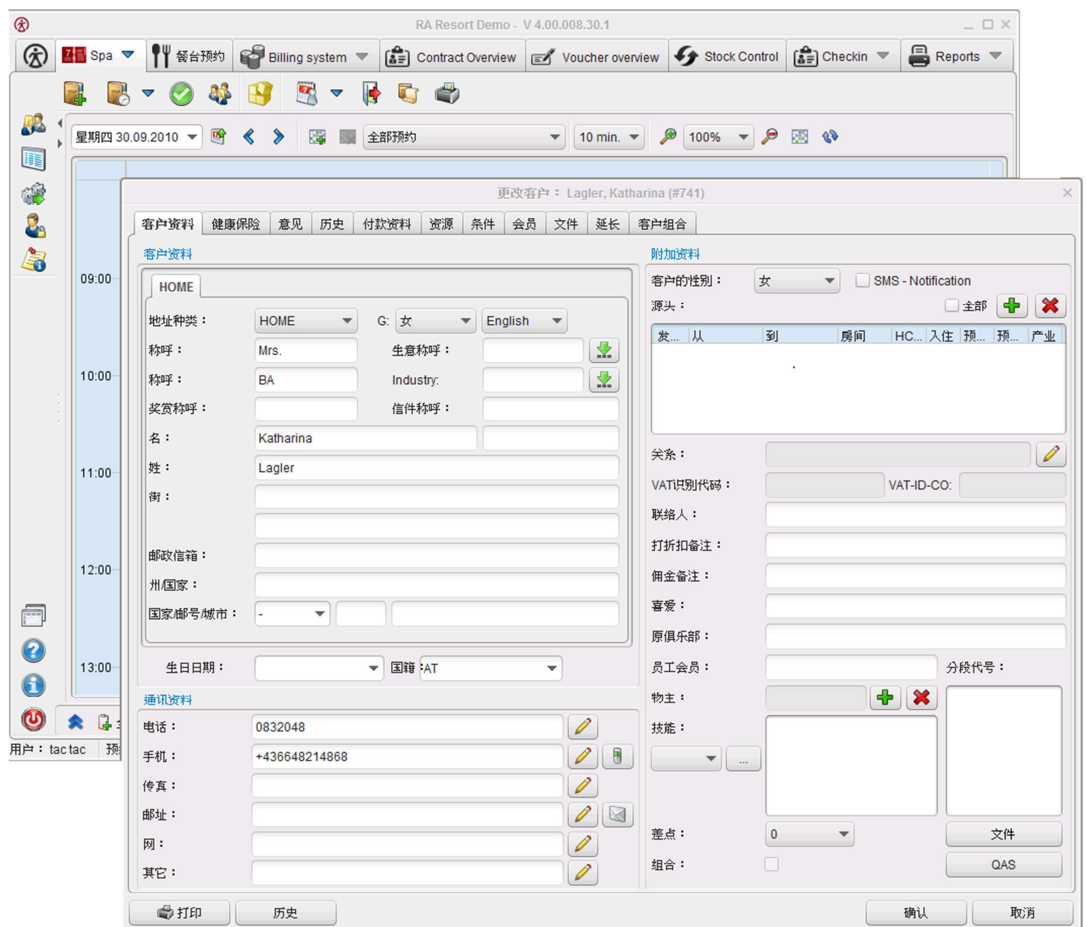 RA Resort Demo - V 4.00.008.30.1
Spa 餐台预约 Billing system Contract Overview Voucher overview Stock Control Checkin Reports
星期四 30.09.2010 全部预约 10 min. 100%
更改客户： Lagler, Katharina (#741)
客户资料 健康保险 意见 历史 付款资料 资源 条件 会员 文件 延长 客户组合
09:00
10:00
11:00
12:00
13:00
用户： tac tac
客户资料
HOME
地址种类： HOME G: 女 English
称呼： Mrs. 生意称呼：
称呼： BA Industry:
奖赏称呼： 信件称呼：
名： Katharina
姓： Lagler
街：
邮政信箱：
州/国家：
国家/邮号/城市： -
生日日期： 国籍： AT
通讯资料
电话： 0832048
手机： +436648214868
传真：
邮址：
网：
其它：
附加资料
客户的性别： 女 SMS - Notification
源头： 全部
发... 从 到 房间 HC... 入住 预... 预... 产业
关系：
VAT识别代码： VAT-ID-CO:
联络人：
打折扣备注：
佣金备注：
喜爱：
原俱乐部：
员工会员： 分段代号：
物主：
技能：
...
差点： 0 文件
组合： QAS
打印 历史 确认 取消